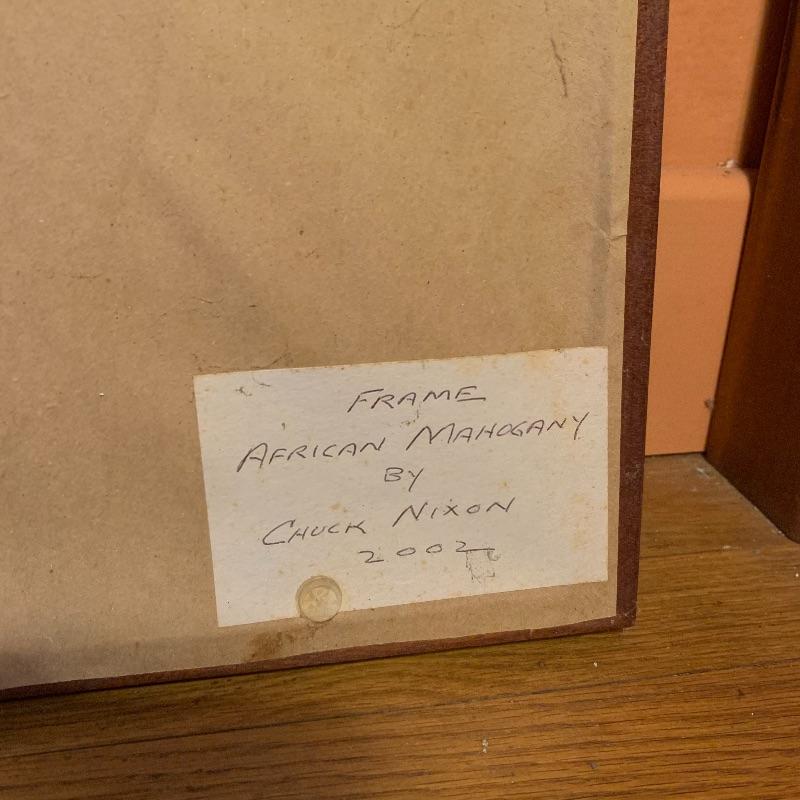 FRAME
AFRICAN MAHOGANY
BY
CHUCK NIXON
2002